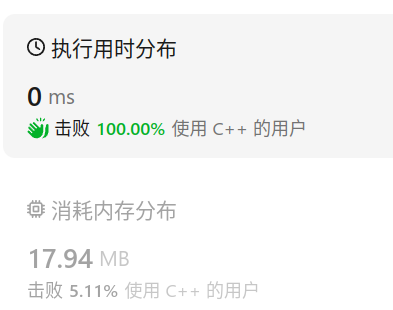 执行用时分布
0 ms
击败 100.00% 使用 C++ 的用户
消耗内存分布
17.94 MB
击败 5.11% 使用 C++ 的用户